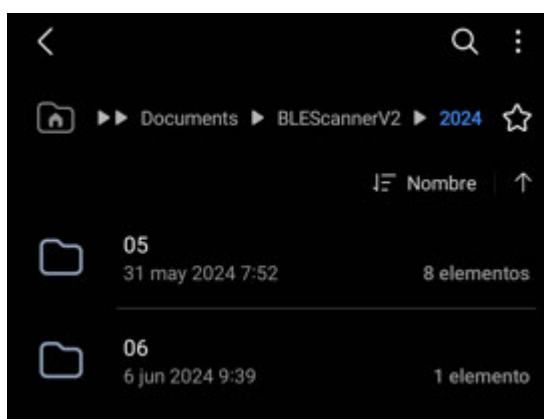 Documents BLEScannerV2 2024
Nombre
05
31 may 2024 7:52 8 elementos
06
6 jun 2024 9:39 1 elemento